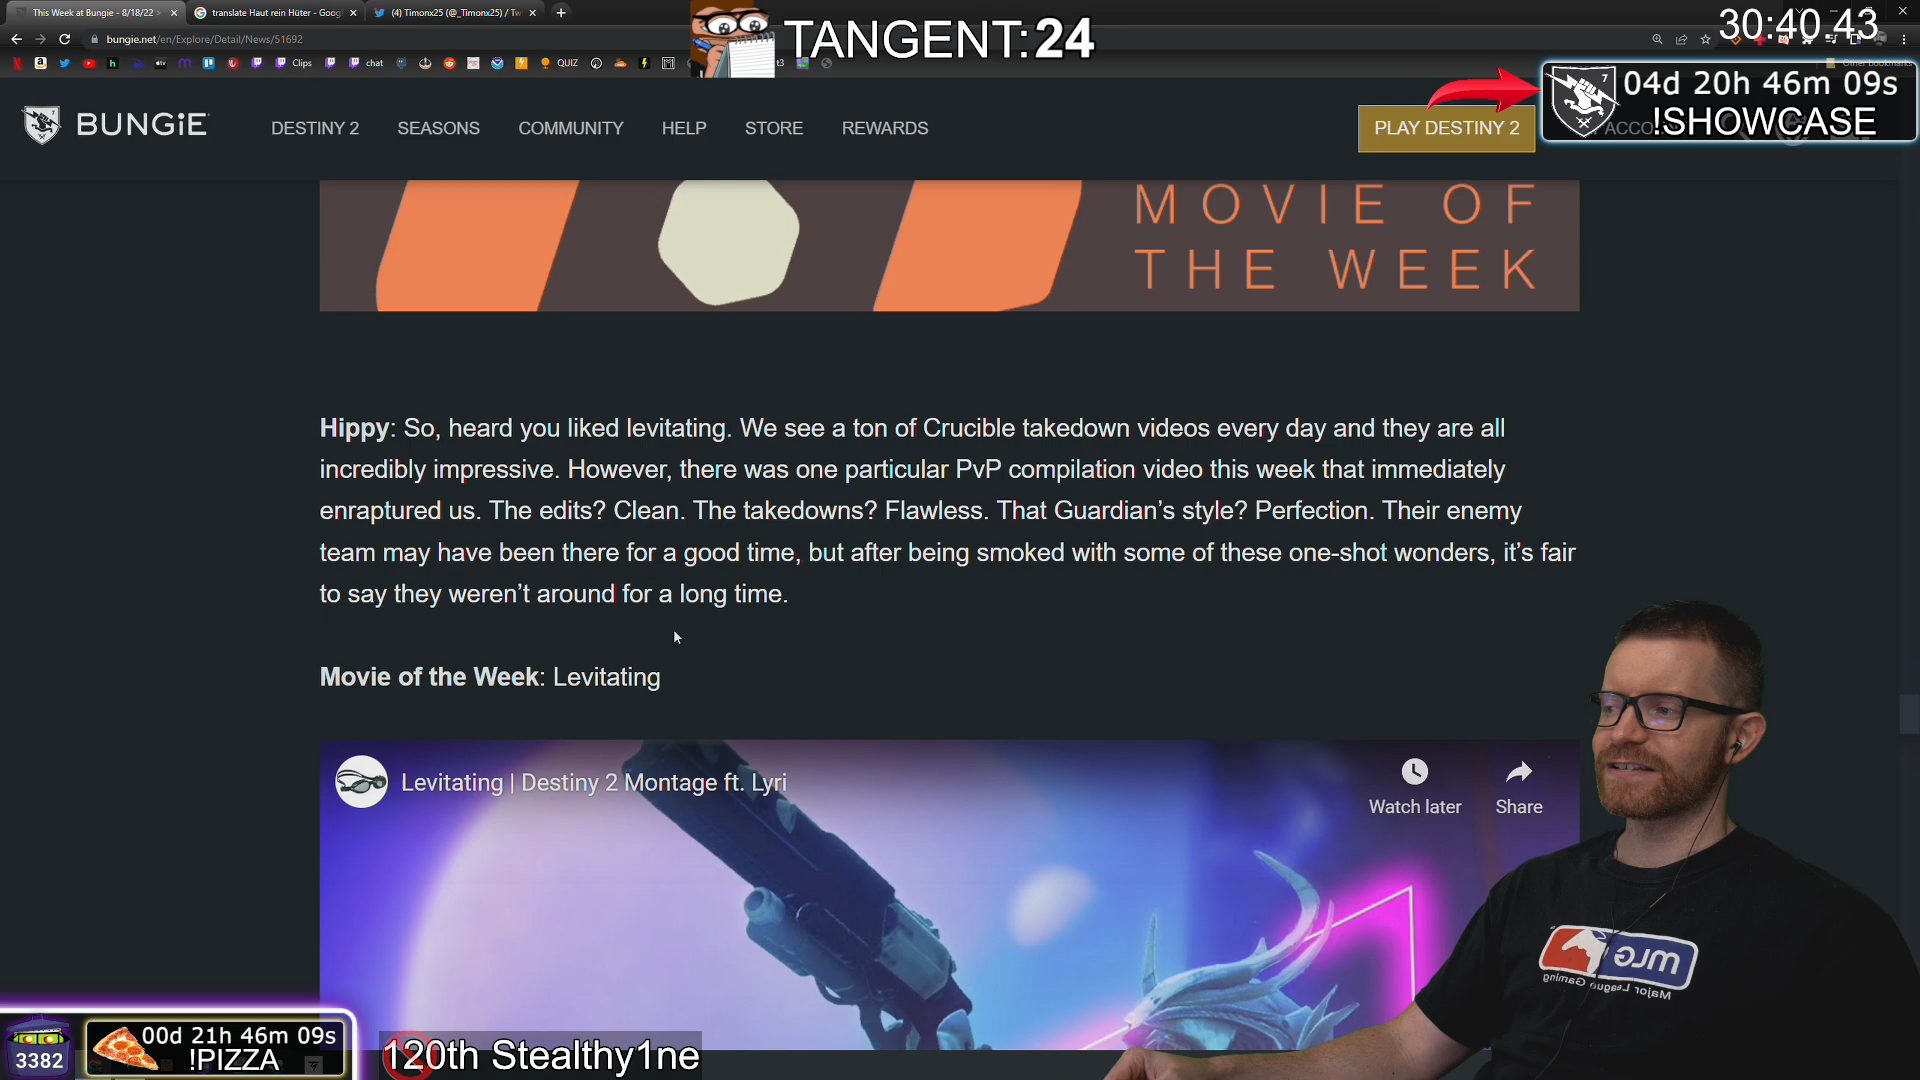 This Week at Bungie - 8/18/22
translate Haut rein Hüter - Goog
(4) Timonx25 (@_Timonx25) / Tw
TANGENT: 24
30:40.43
bungie.net/en/Explore/Detail/News/51692
Clips
chat
QUIZ
Other bookmarks
BUNGiE
DESTINY 2
SEASONS
COMMUNITY
HELP
STORE
REWARDS
PLAY DESTINY 2
7
04d 20h 46m 09s
!SHOWCASE
MOVIE OF
THE WEEK
Hippy: So, heard you liked levitating. We see a ton of Crucible takedown videos every day and they are all
incredibly impressive. However, there was one particular PvP compilation video this week that immediately
enraptured us. The edits? Clean. The takedowns? Flawless. That Guardian’s style? Perfection. Their enemy
team may have been there for a good time, but after being smoked with some of these one-shot wonders, it’s fair
to say they weren’t around for a long time.
Movie of the Week: Levitating
Levitating | Destiny 2 Montage ft. Lyri
Watch later
Share
MLG
Major League Gaming
3382
00d 21h 46m 09s
!PIZZA
120th Stealthy1ne